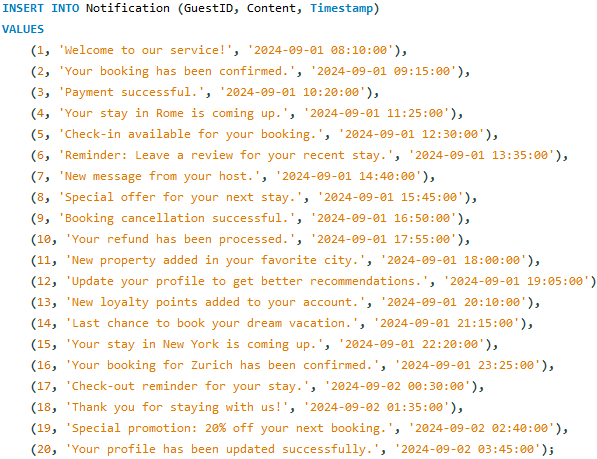 INSERT INTO Notification (GuestID, Content, Timestamp)
VALUES
(1, 'Welcome to our service!', '2024-09-01 08:10:00'),
(2, 'Your booking has been confirmed.', '2024-09-01 09:15:00'),
(3, 'Payment successful.', '2024-09-01 10:20:00'),
(4, 'Your stay in Rome is coming up.', '2024-09-01 11:25:00'),
(5, 'Check-in available for your booking.', '2024-09-01 12:30:00'),
(6, 'Reminder: Leave a review for your recent stay.', '2024-09-01 13:35:00'),
(7, 'New message from your host.', '2024-09-01 14:40:00'),
(8, 'Special offer for your next stay.', '2024-09-01 15:45:00'),
(9, 'Booking cancellation successful.', '2024-09-01 16:50:00'),
(10, 'Your refund has been processed.', '2024-09-01 17:55:00'),
(11, 'New property added in your favorite city.', '2024-09-01 18:00:00'),
(12, 'Update your profile to get better recommendations.', '2024-09-01 19:05:00')
(13, 'New loyalty points added to your account.', '2024-09-01 20:10:00'),
(14, 'Last chance to book your dream vacation.', '2024-09-01 21:15:00'),
(15, 'Your stay in New York is coming up.', '2024-09-01 22:20:00'),
(16, 'Your booking for Zurich has been confirmed.', '2024-09-01 23:25:00'),
(17, 'Check-out reminder for your stay.', '2024-09-02 00:30:00'),
(18, 'Thank you for staying with us!', '2024-09-02 01:35:00'),
(19, 'Special promotion: 20% off your next booking.', '2024-09-02 02:40:00'),
(20, 'Your profile has been updated successfully.', '2024-09-02 03:45:00');